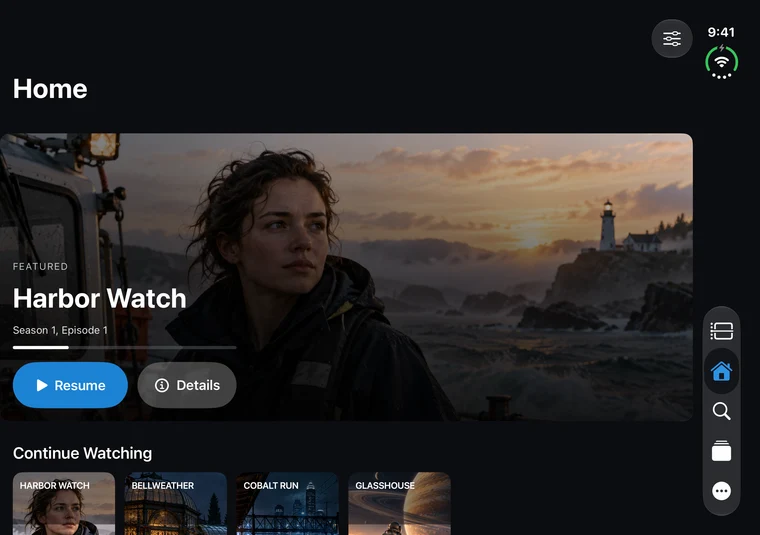 9:41
Home
FEATURED
Harbor Watch
Season 1, Episode 1
Resume
Details
Continue Watching
HARBOR WATCH
BELLWEATHER
COBALT RUN
GLASSHOUSE